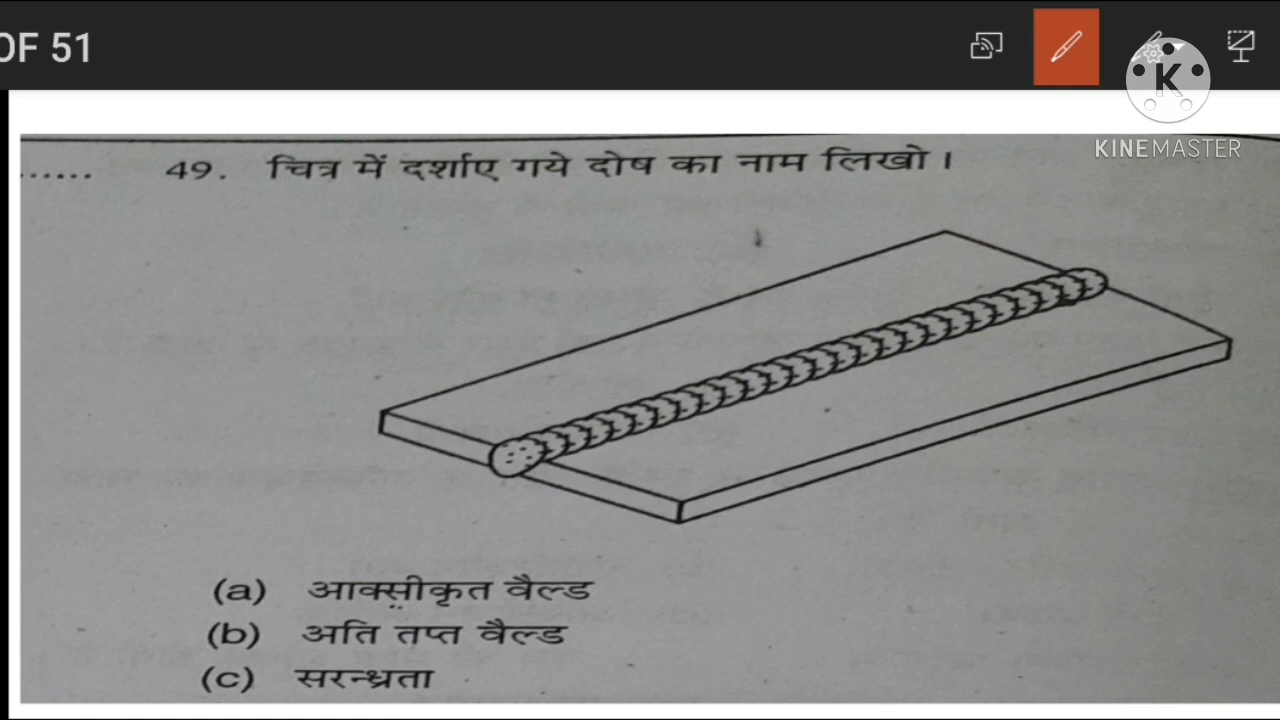 OF 51
K
KINEMASTER
...... 49. चित्र में दर्शाए गये दोष का नाम लिखो।
(a) आक्सीकृत वैल्ड
(b) अति तप्त वैल्ड
(c) सरन्ध्रता